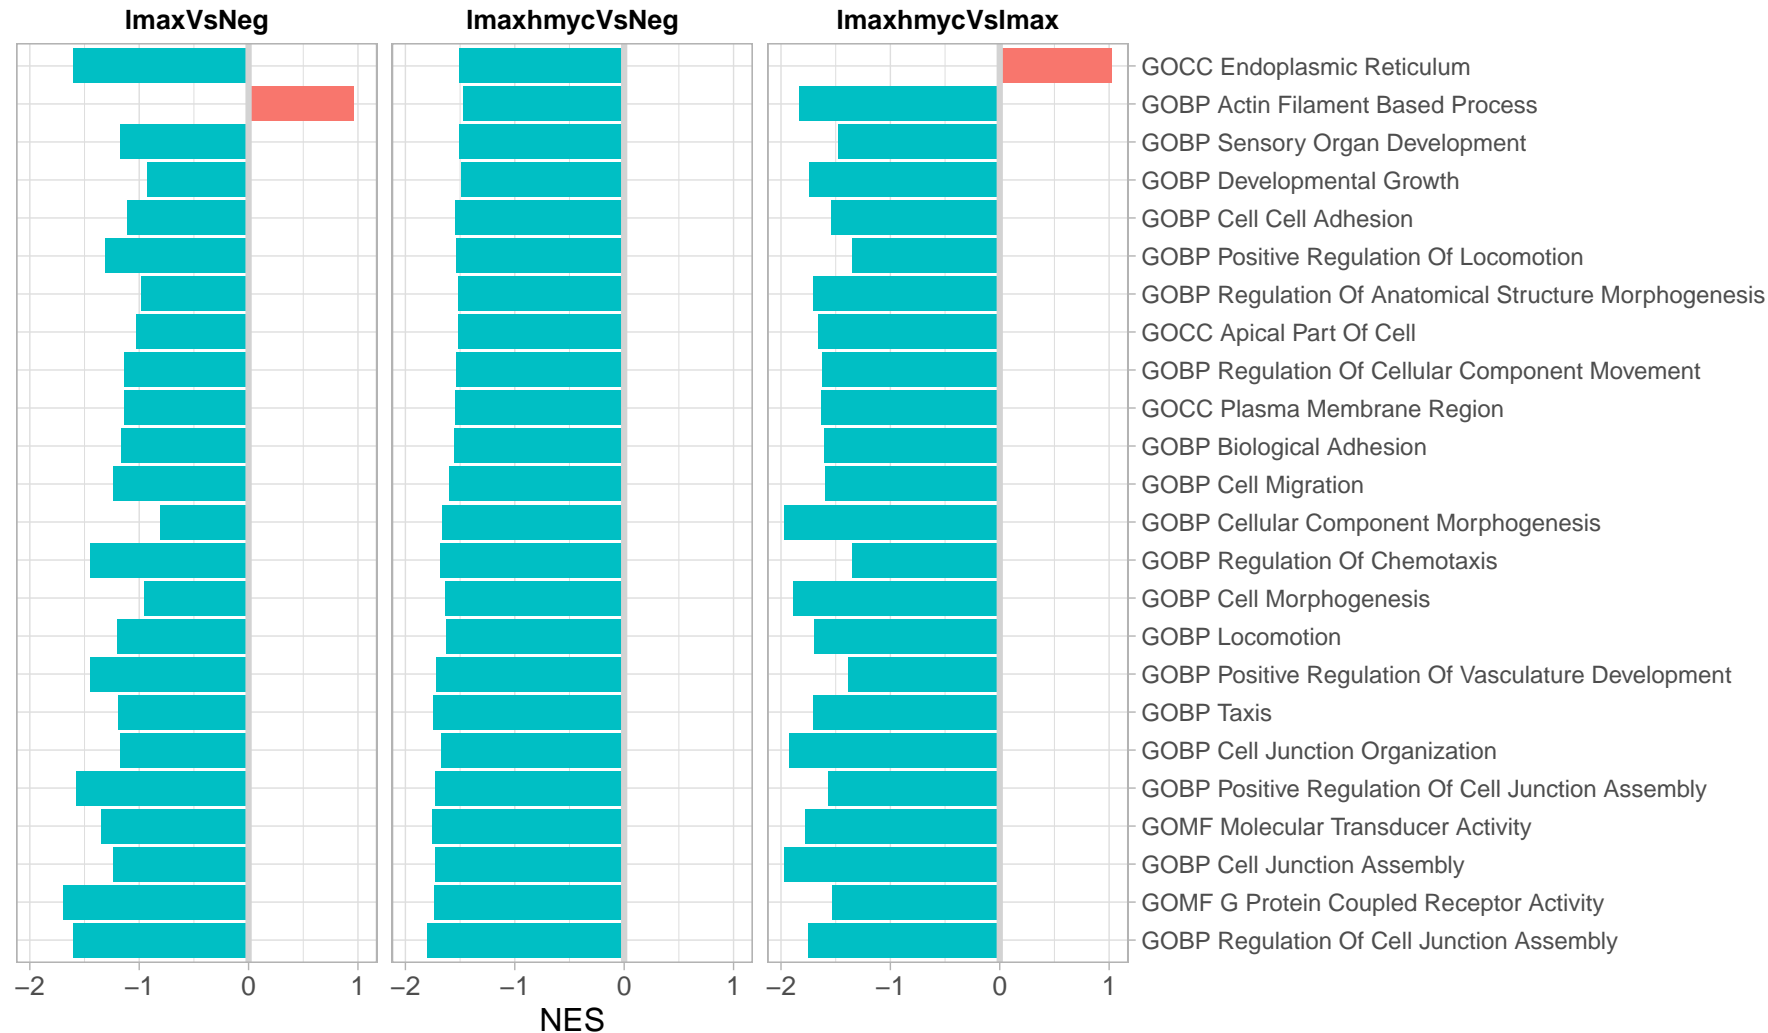 ImaxVsNeg
ImaxhmycVsNeg
ImaxhmycVsImax
GOCC Endoplasmic Reticulum
GOBP Actin Filament Based Process
GOBP Sensory Organ Development
GOBP Developmental Growth
GOBP Cell Cell Adhesion
GOBP Positive Regulation Of Locomotion
GOBP Regulation Of Anatomical Structure Morphogenesis
GOCC Apical Part Of Cell
GOBP Regulation Of Cellular Component Movement
GOCC Plasma Membrane Region
GOBP Biological Adhesion
GOBP Cell Migration
GOBP Cellular Component Morphogenesis
GOBP Regulation Of Chemotaxis
GOBP Cell Morphogenesis
GOBP Locomotion
GOBP Positive Regulation Of Vasculature Development
GOBP Taxis
GOBP Cell Junction Organization
GOBP Positive Regulation Of Cell Junction Assembly
GOMF Molecular Transducer Activity
GOBP Cell Junction Assembly
GOMF G Protein Coupled Receptor Activity
GOBP Regulation Of Cell Junction Assembly
−2 −1 0 1
−2 −1 0 1
−2 −1 0 1
NES